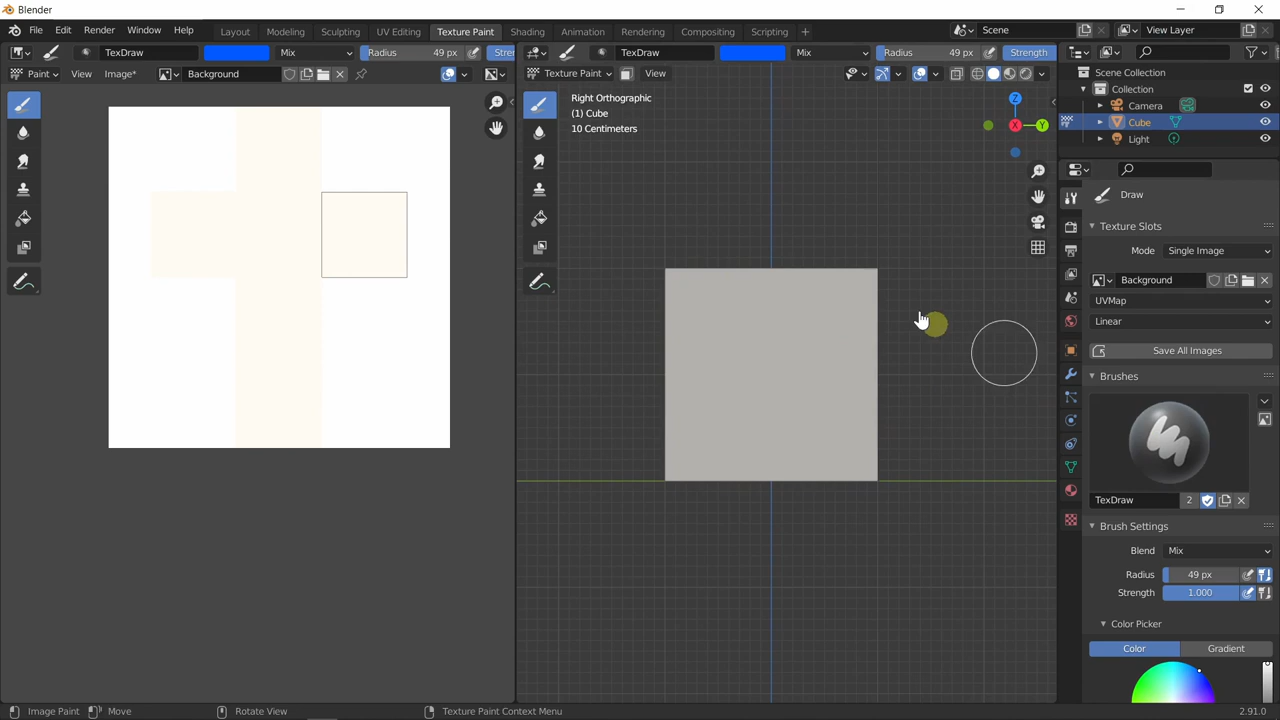 Blender
File Edit Render Window Help Layout Modeling Sculpting UV Editing Texture Paint Shading Animation Rendering Compositing Scripting + Scene View Layer
TexDraw Mix Radius 49 px Stren TexDraw Mix Radius 49 px Strength
Paint View Image* Background Texture Paint View
Right Orthographic
(1) Cube
10 Centimeters
Z
X Y
Scene Collection
Collection
Camera
Cube
Light
Draw
Texture Slots
Mode Single Image
Background
UVMap
Linear
Save All Images
Brushes
TexDraw 2
Brush Settings
Blend Mix
Radius 49 px
Strength 1.000
Color Picker
Color Gradient
Image Paint Move Rotate View Texture Paint Context Menu 2.91.0